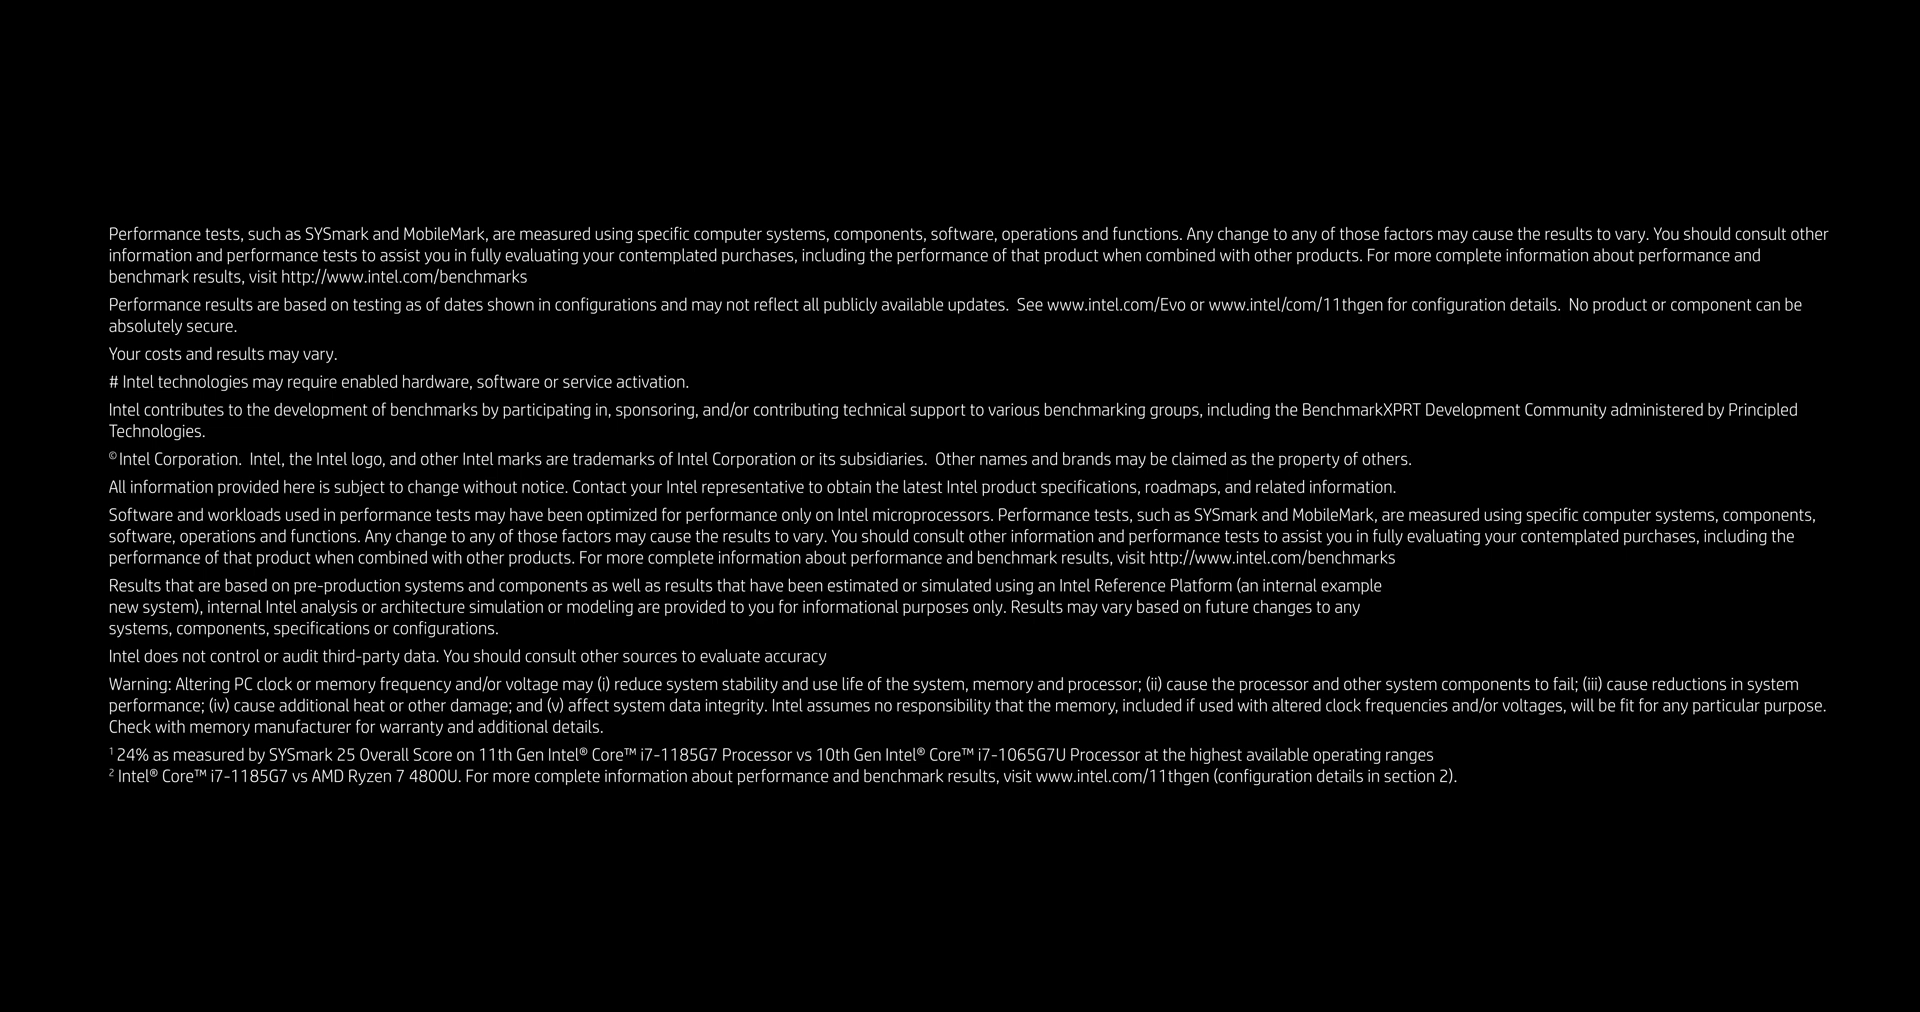 Performance tests, such as SYSmark and MobileMark, are measured using specific computer systems, components, software, operations and functions. Any change to any of those factors may cause the results to vary. You should consult other
information and performance tests to assist you in fully evaluating your contemplated purchases, including the performance of that product when combined with other products. For more complete information about performance and
benchmark results, visit http://www.intel.com/benchmarks
Performance results are based on testing as of dates shown in configurations and may not reflect all publicly available updates.  See www.intel.com/Evo or www.intel/com/11thgen for configuration details.  No product or component can be
absolutely secure.
Your costs and results may vary.
# Intel technologies may require enabled hardware, software or service activation.
Intel contributes to the development of benchmarks by participating in, sponsoring, and/or contributing technical support to various benchmarking groups, including the BenchmarkXPRT Development Community administered by Principled
Technologies.
© Intel Corporation.  Intel, the Intel logo, and other Intel marks are trademarks of Intel Corporation or its subsidiaries.  Other names and brands may be claimed as the property of others.
All information provided here is subject to change without notice. Contact your Intel representative to obtain the latest Intel product specifications, roadmaps, and related information.
Software and workloads used in performance tests may have been optimized for performance only on Intel microprocessors. Performance tests, such as SYSmark and MobileMark, are measured using specific computer systems, components,
software, operations and functions. Any change to any of those factors may cause the results to vary. You should consult other information and performance tests to assist you in fully evaluating your contemplated purchases, including the
performance of that product when combined with other products. For more complete information about performance and benchmark results, visit http://www.intel.com/benchmarks
Results that are based on pre-production systems and components as well as results that have been estimated or simulated using an Intel Reference Platform (an internal example
new system), internal Intel analysis or architecture simulation or modeling are provided to you for informational purposes only. Results may vary based on future changes to any
systems, components, specifications or configurations.
Intel does not control or audit third-party data. You should consult other sources to evaluate accuracy
Warning: Altering PC clock or memory frequency and/or voltage may (i) reduce system stability and use life of the system, memory and processor; (ii) cause the processor and other system components to fail; (iii) cause reductions in system
performance; (iv) cause additional heat or other damage; and (v) affect system data integrity. Intel assumes no responsibility that the memory, included if used with altered clock frequencies and/or voltages, will be fit for any particular purpose.
Check with memory manufacturer for warranty and additional details.
1 24% as measured by SYSmark 25 Overall Score on 11th Gen Intel® Core™ i7-1185G7 Processor vs 10th Gen Intel® Core™ i7-1065G7U Processor at the highest available operating ranges
2 Intel® Core™ i7-1185G7 vs AMD Ryzen 7 4800U. For more complete information about performance and benchmark results, visit www.intel.com/11thgen (configuration details in section 2).